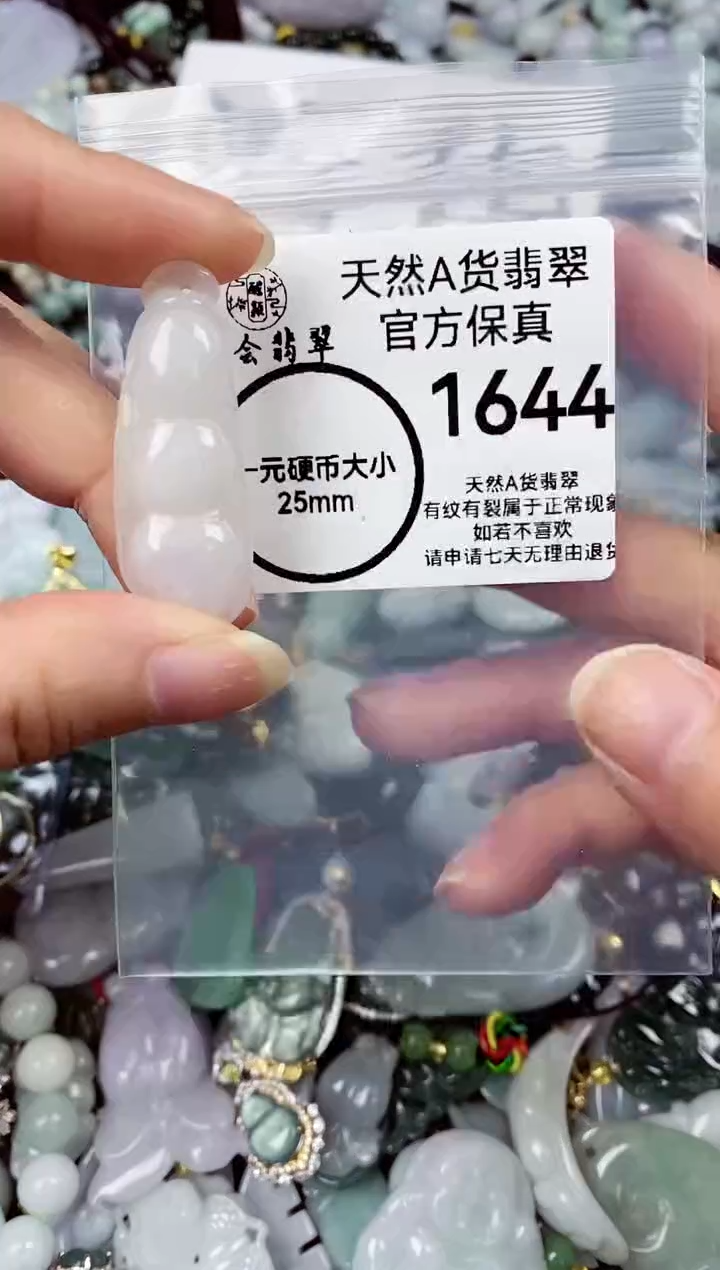 天然A货翡翠
官方保真
会翡翠
1644
一元硬币大小
25mm
天然A货翡翠
有纹有裂属于正常现象
如若不喜欢
请申请七天无理由退货